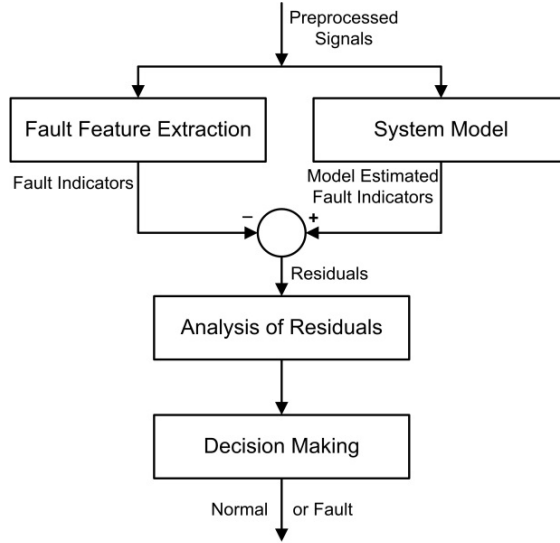 Preprocessed
Signals
Fault Feature Extraction
System Model
Fault Indicators
Model Estimated
Fault Indicators
− +
Residuals
Analysis of Residuals
Decision Making
Normal or Fault